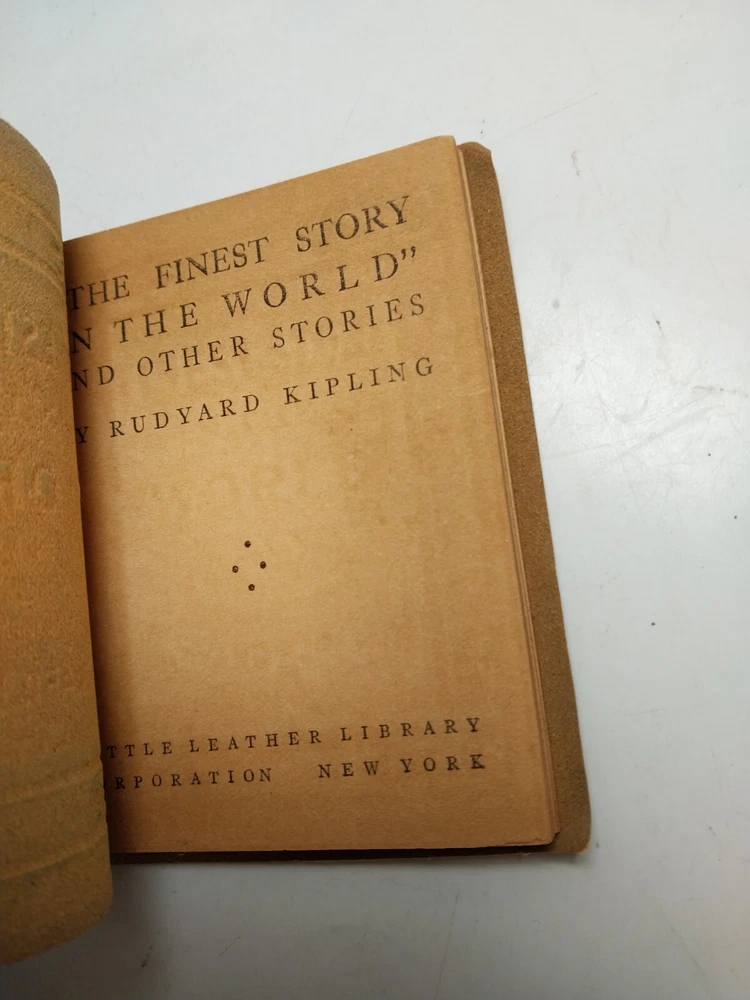 THE FINEST STORY
N THE WORLD”
ND OTHER STORIES
Y RUDYARD KIPLING
TTLE LEATHER LIBRARY
RPORATION NEW YORK